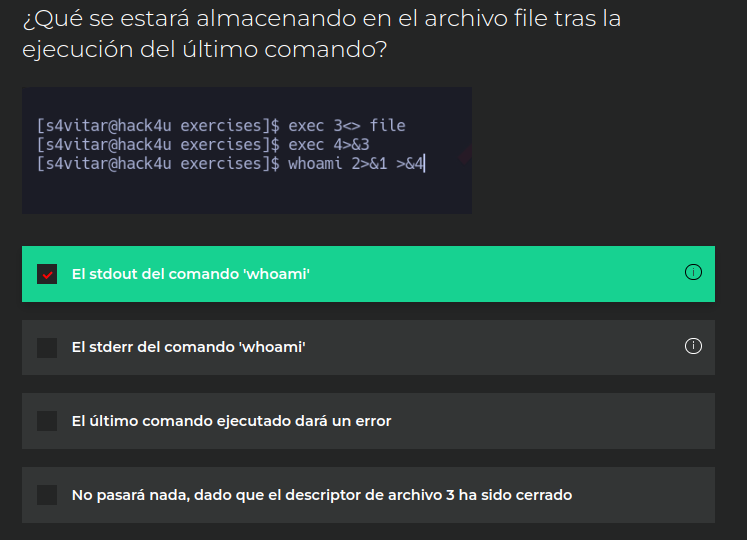 ¿Qué se estará almacenando en el archivo file tras la
ejecución del último comando?
[s4vitar@hack4u exercises]$ exec 3<> file
[s4vitar@hack4u exercises]$ exec 4>&3
[s4vitar@hack4u exercises]$ whoami 2>&1 >&4
El stdout del comando 'whoami'
El stderr del comando 'whoami'
El último comando ejecutado dará un error
No pasará nada, dado que el descriptor de archivo 3 ha sido cerrado